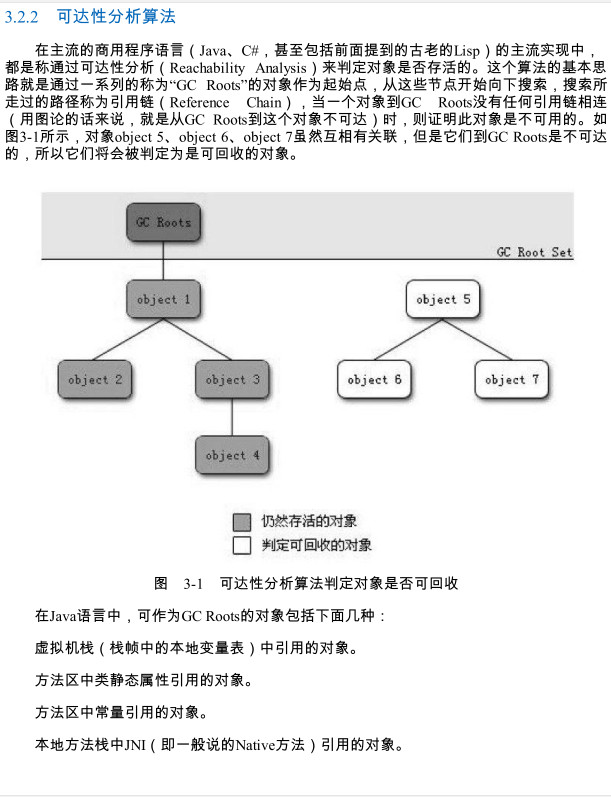 3.2.2 可达性分析算法
在主流的商用程序语言（Java、C#，甚至包括前面提到的古老的Lisp）的主流实现中，
都是称通过可达性分析（Reachability Analysis）来判定对象是否存活的。这个算法的基本思
路就是通过一系列的称为“GC Roots”的对象作为起始点，从这些节点开始向下搜索，搜索所
走过的路径称为引用链（Reference Chain），当一个对象到GC Roots没有任何引用链相连
（用图论的话来说，就是从GC Roots到这个对象不可达）时，则证明此对象是不可用的。如
图3-1所示，对象object 5、object 6、object 7虽然互相有关联，但是它们到GC Roots是不可达
的，所以它们将会被判定为是可回收的对象。
GC Roots
GC Root Set
object 1
object 5
object 2
object 3
object 6
object 7
object 4
仍然存活的对象
判定可回收的对象
图 3-1 可达性分析算法判定对象是否可回收
在Java语言中，可作为GC Roots的对象包括下面几种：
虚拟机栈（栈帧中的本地变量表）中引用的对象。
方法区中类静态属性引用的对象。
方法区中常量引用的对象。
本地方法栈中JNI（即一般说的Native方法）引用的对象。